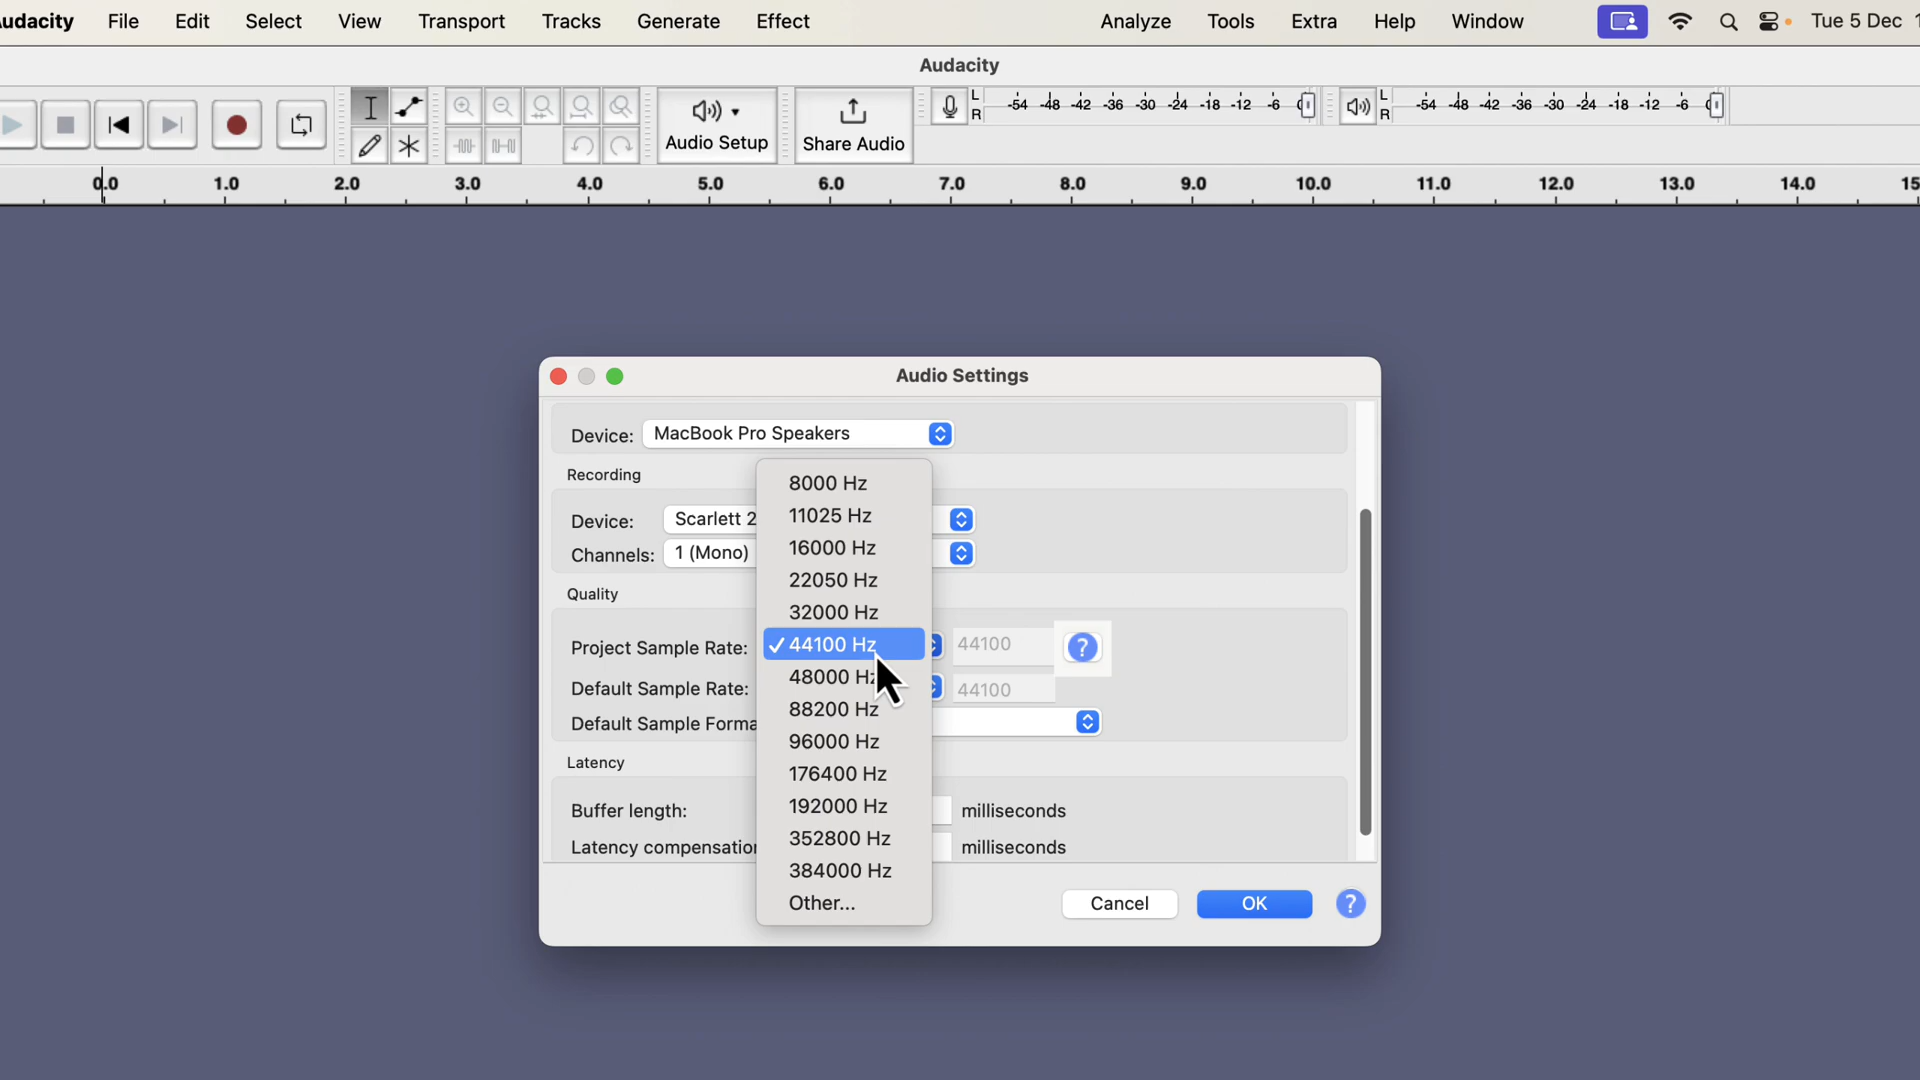 udacity File Edit Select View Transport Tracks Generate Effect Analyze Tools Extra Help Window Tue 5 Dec 1
Audacity
Audio Setup
Share Audio
L
R
-54 -48 -42 -36 -30 -24 -18 -12 -6
L
R
-54 -48 -42 -36 -30 -24 -18 -12 -6
0.0 1.0 2.0 3.0 4.0 5.0 6.0 7.0 8.0 9.0 10.0 11.0 12.0 13.0 14.0 15
Audio Settings
Device: MacBook Pro Speakers
Recording
Device: Scarlett 2
Channels: 1 (Mono)
Quality
Project Sample Rate: 44100 ?
Default Sample Rate: 44100
Default Sample Forma
Latency
Buffer length: milliseconds
Latency compensation milliseconds
8000 Hz
11025 Hz
16000 Hz
22050 Hz
32000 Hz
✓ 44100 Hz
48000 Hz
88200 Hz
96000 Hz
176400 Hz
192000 Hz
352800 Hz
384000 Hz
Other...
Cancel OK ?